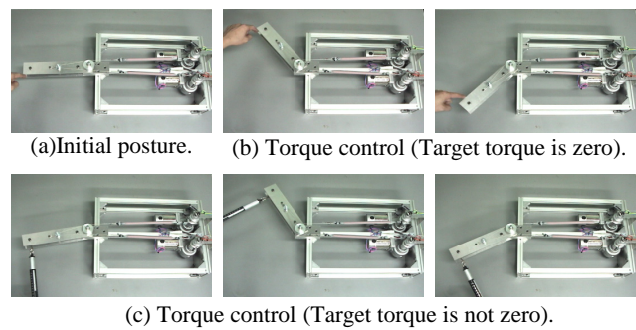 (a)Initial posture.
(b) Torque control (Target torque is zero).
(c) Torque control (Target torque is not zero).